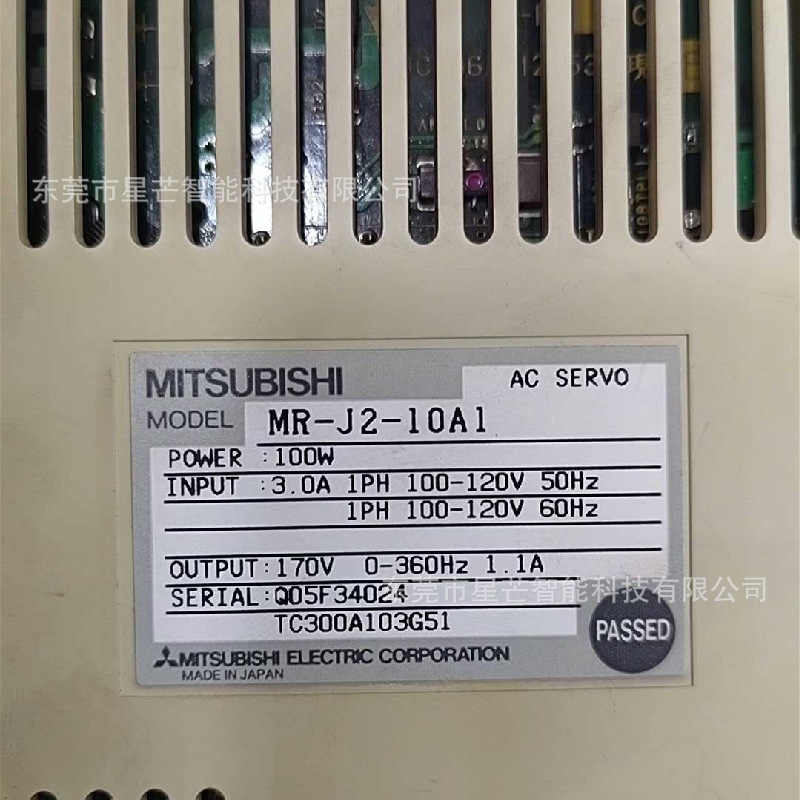 东莞市星芒智能科技有限公司
MITSUBISHI
AC SERVO
MODEL MR-J2-10A1
POWER :100W
INPUT :3.0A 1PH 100-120V 50Hz
1PH 100-120V 60Hz
OUTPUT:170V 0-360Hz 1.1A
东莞市星芒智能科技有限公司
SERIAL:Q05F34024
TC300A103G51
PASSED
MITSUBISHI ELECTRIC CORPORATION
MADE IN JAPAN